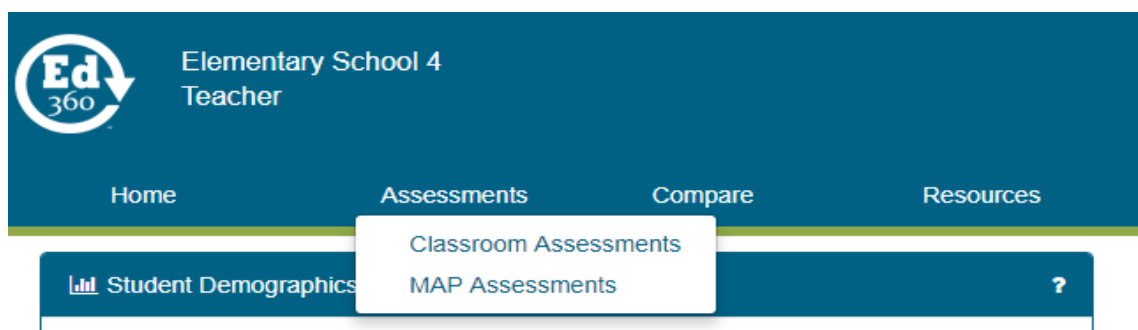 Ed
360
Elementary School 4
Teacher
Home Assessments Compare Resources
Classroom Assessments
MAP Assessments
Student Demographics ?